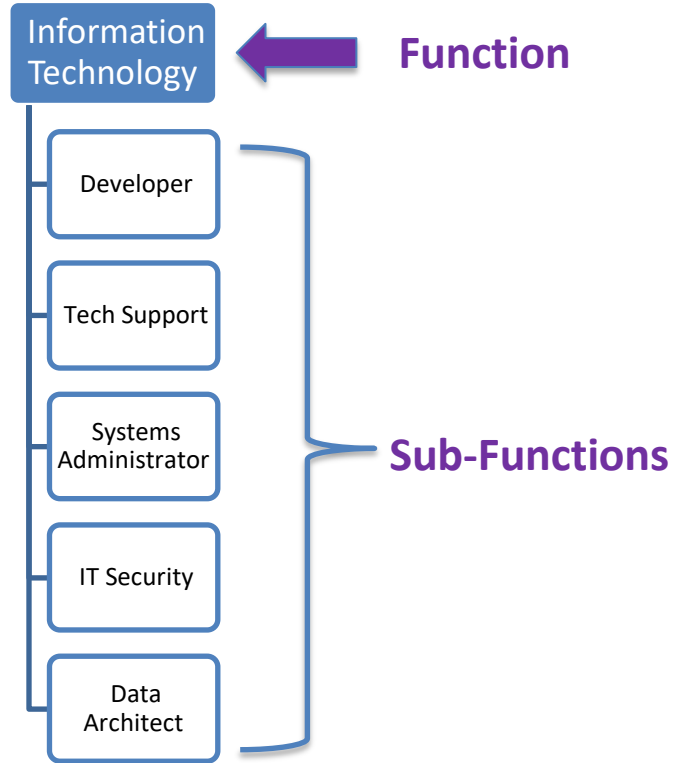 Information
Technology
Function
Developer
Tech Support
Systems
Administrator
Sub-Functions
IT Security
Data
Architect